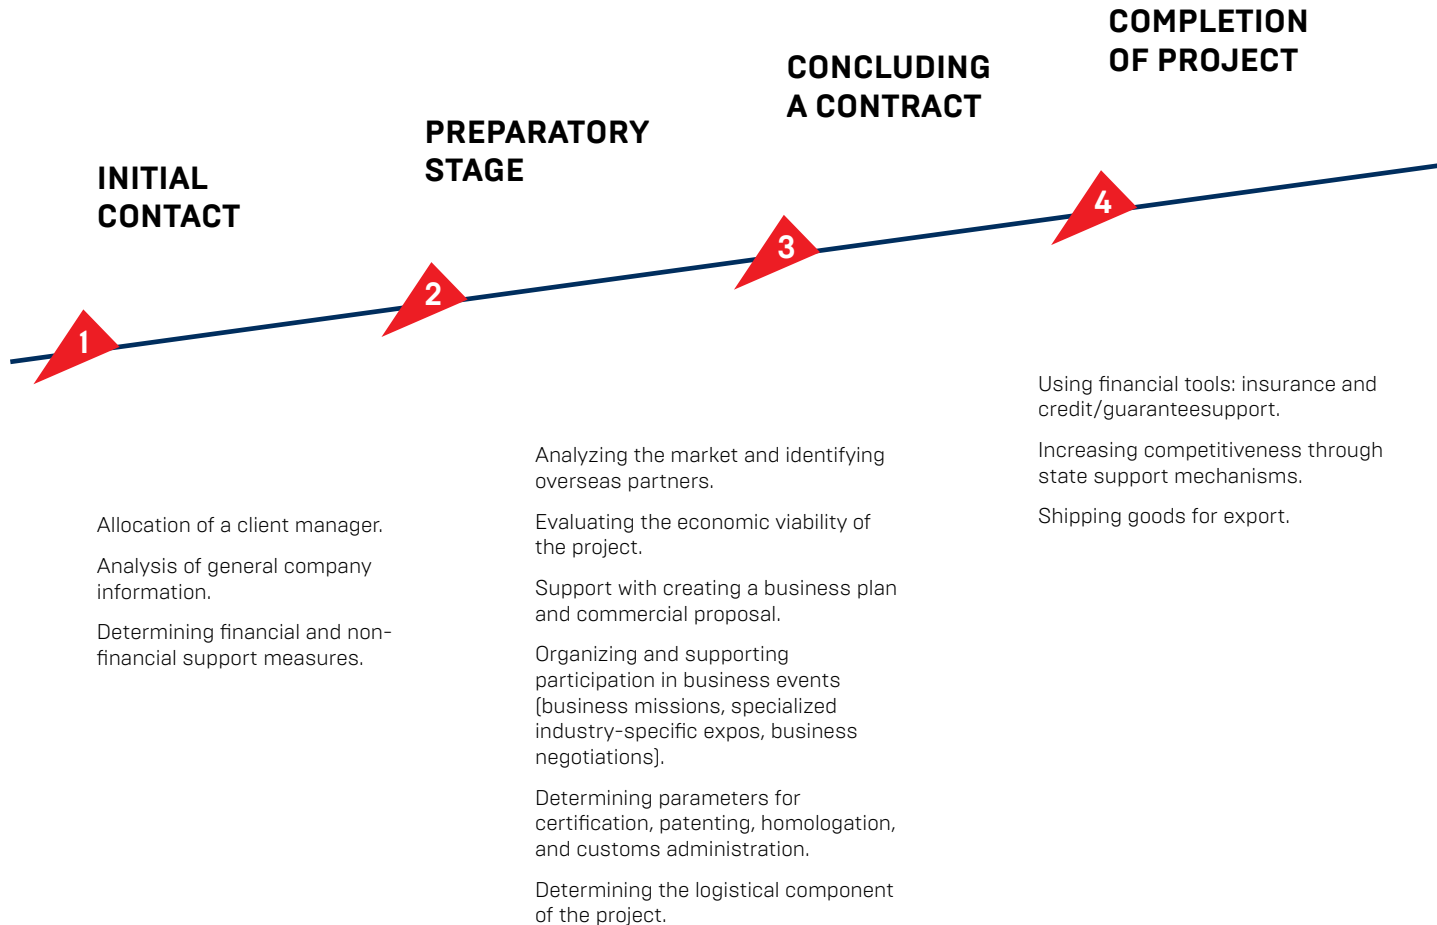 INITIAL
CONTACT
PREPARATORY
STAGE
CONCLUDING
A CONTRACT
COMPLETION
OF PROJECT
1
2
3
4
Allocation of a client manager.
Analysis of general company
information.
Determining financial and non-
financial support measures.
Analyzing the market and identifying
overseas partners.
Evaluating the economic viability of
the project.
Support with creating a business plan
and commercial proposal.
Organizing and supporting
participation in business events
(business missions, specialized
industry-specific expos, business
negotiations).
Determining parameters for
certification, patenting, homologation,
and customs administration.
Determining the logistical component
of the project.
Using financial tools: insurance and
credit/guaranteesupport.
Increasing competitiveness through
state support mechanisms.
Shipping goods for export.